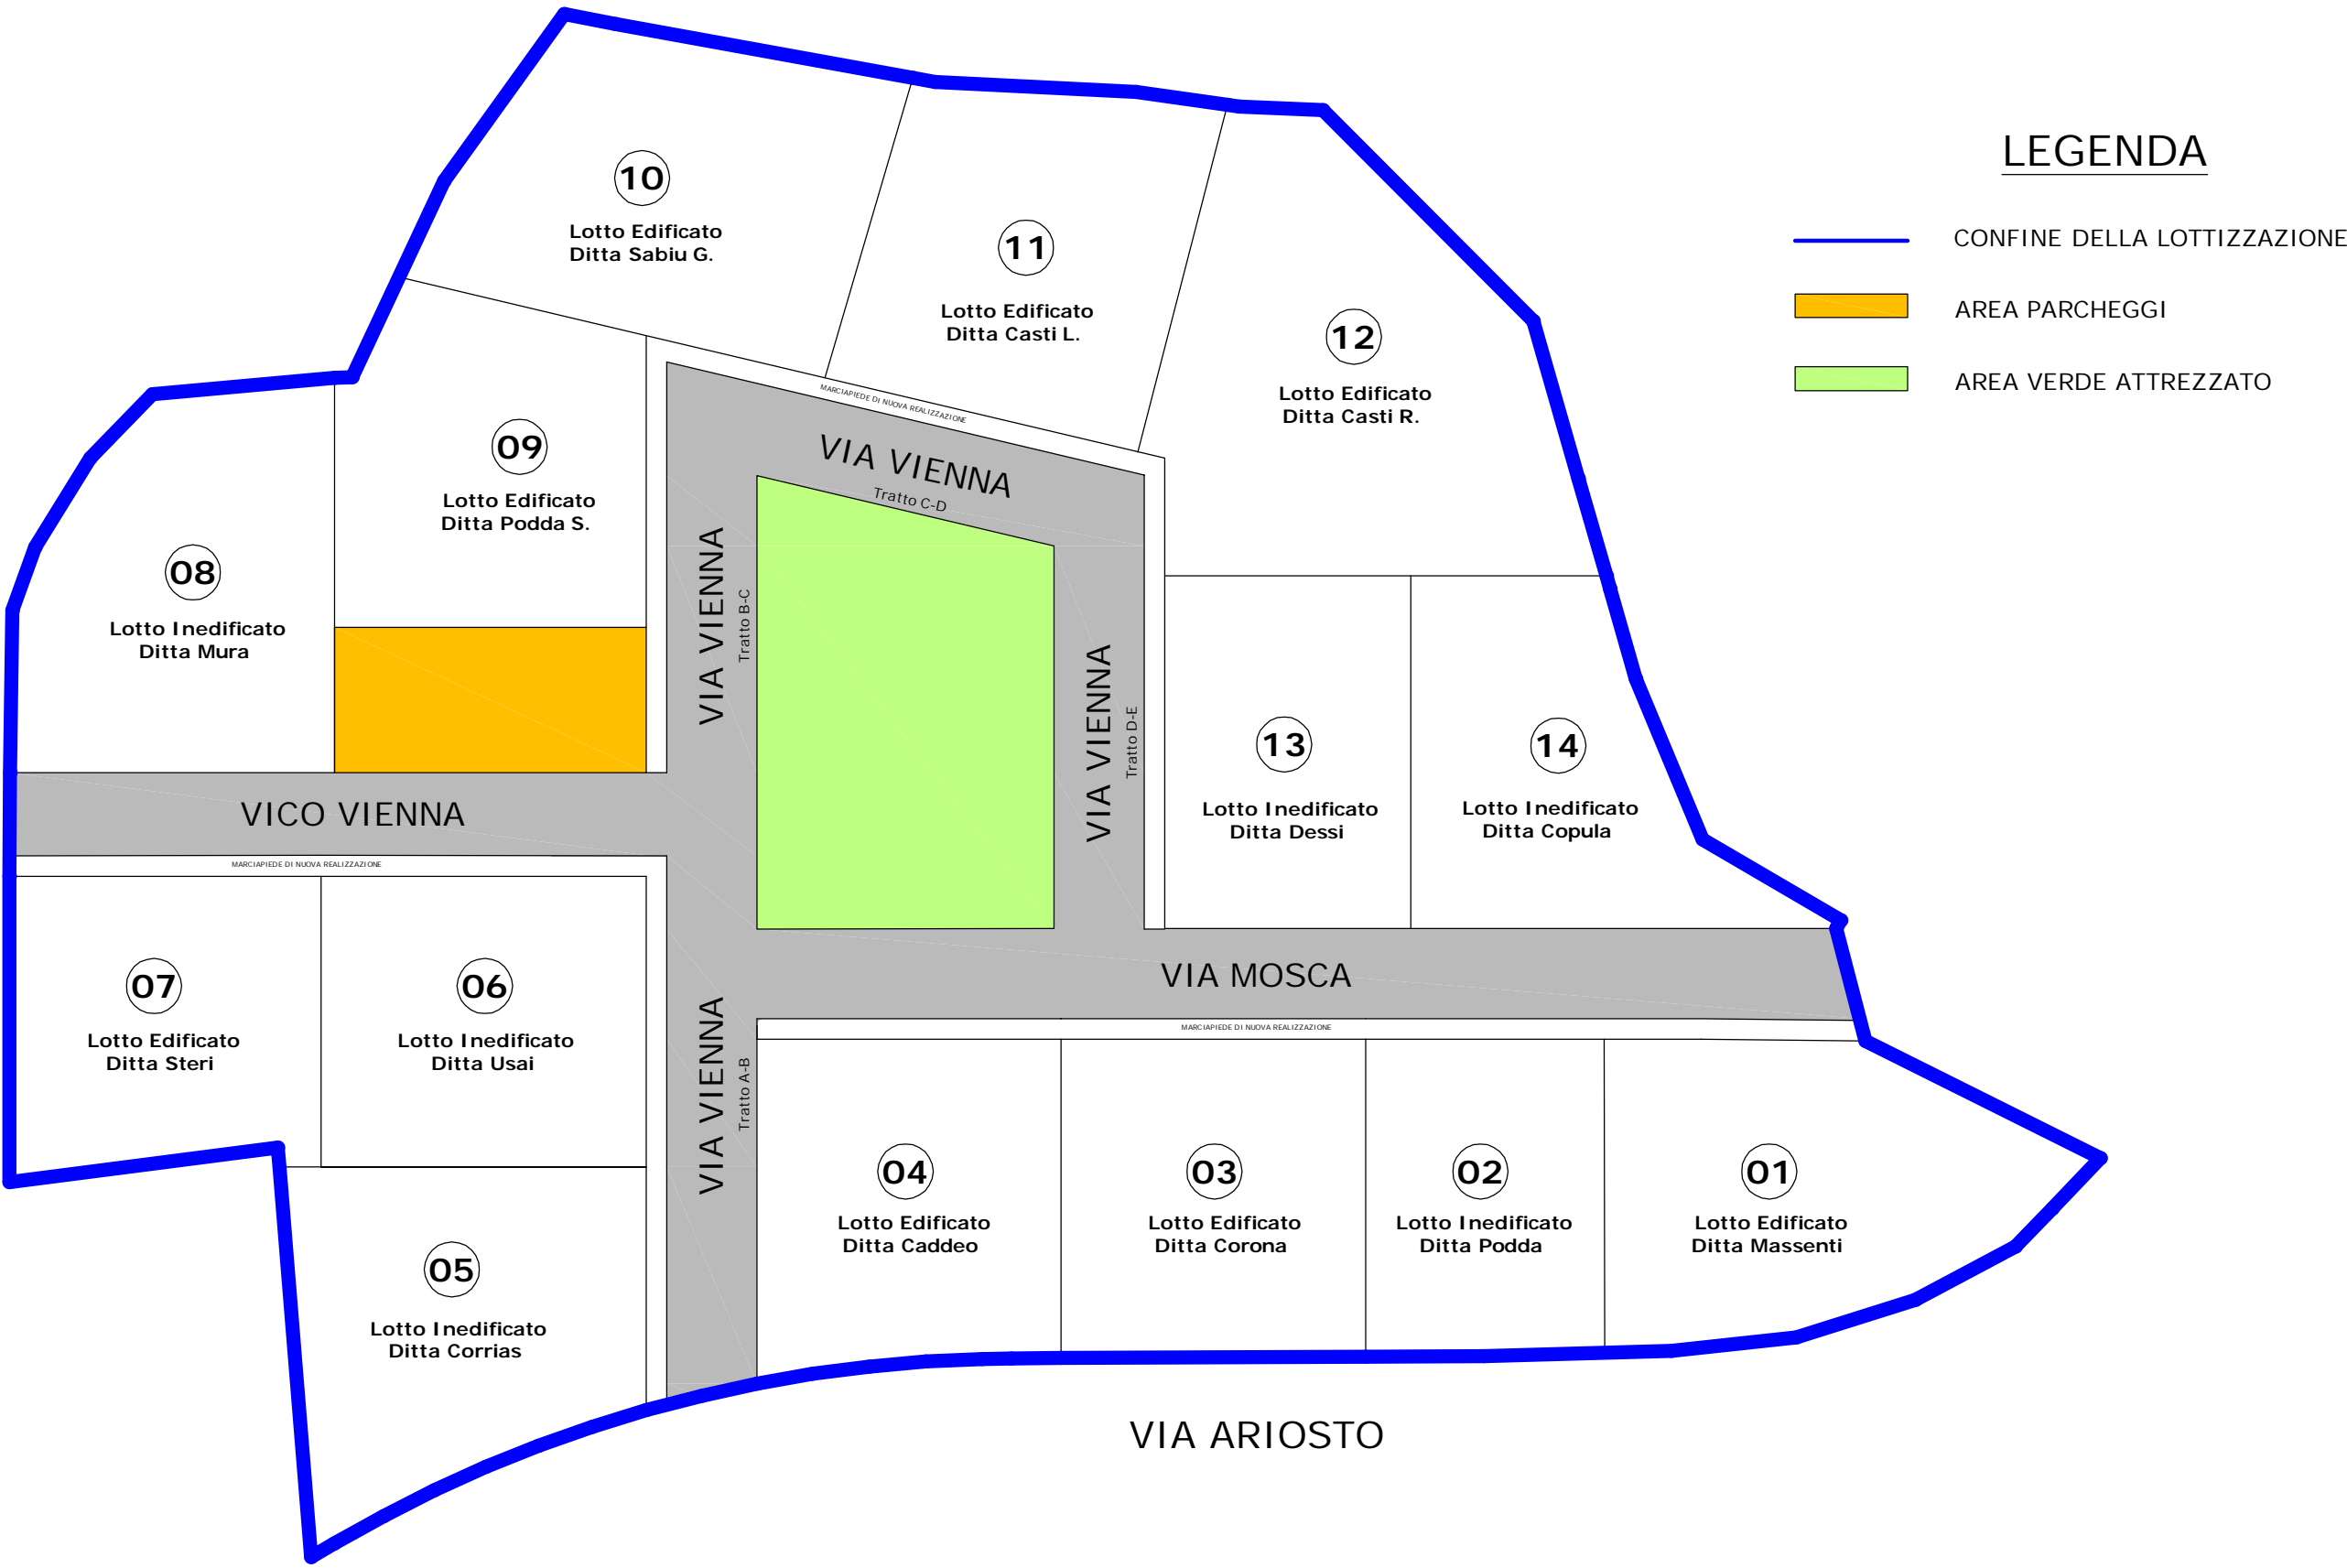 LEGENDA
CONFINE DELLA LOTTIZZAZIONE
AREA PARCHEGGI
AREA VERDE ATTREZZATO
10
Lotto Edificato
Ditta Sabiu G.
11
Lotto Edificato
Ditta Casti L.
12
Lotto Edificato
Ditta Casti R.
MARCIAPIEDE DI NUOVA REALIZZAZIONE
VIA VIENNA
Tratto C-D
09
Lotto Edificato
Ditta Podda S.
08
Lotto Inedificato
Ditta Mura
VIA VIENNA
Tratto B-C
VIA VIENNA
Tratto D-E
13
Lotto Inedificato
Ditta Dessi
14
Lotto Inedificato
Ditta Copula
VICO VIENNA
MARCIAPIEDE DI NUOVA REALIZZAZIONE
VIA MOSCA
MARCIAPIEDE DI NUOVA REALIZZAZIONE
07
Lotto Edificato
Ditta Steri
06
Lotto Inedificato
Ditta Usai
VIA VIENNA
Tratto A-B
04
Lotto Edificato
Ditta Caddeo
03
Lotto Edificato
Ditta Corona
02
Lotto Inedificato
Ditta Podda
01
Lotto Edificato
Ditta Massenti
05
Lotto Inedificato
Ditta Corrias
VIA ARIOSTO